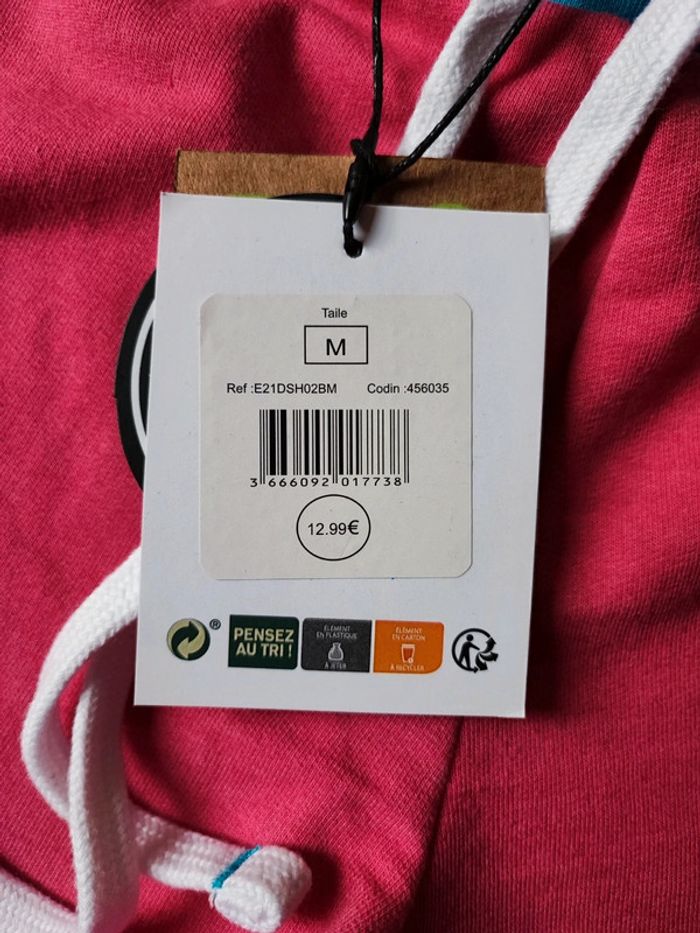 Taile
M
Ref :E21DSH02BM Codin :456035
3 666092 017738
12.99€
®
PENSEZ
AU TRI !
ÉLÉMENT
EN PLASTIQUE
À JETER
ÉLÉMENT
EN CARTON
À RECYCLER